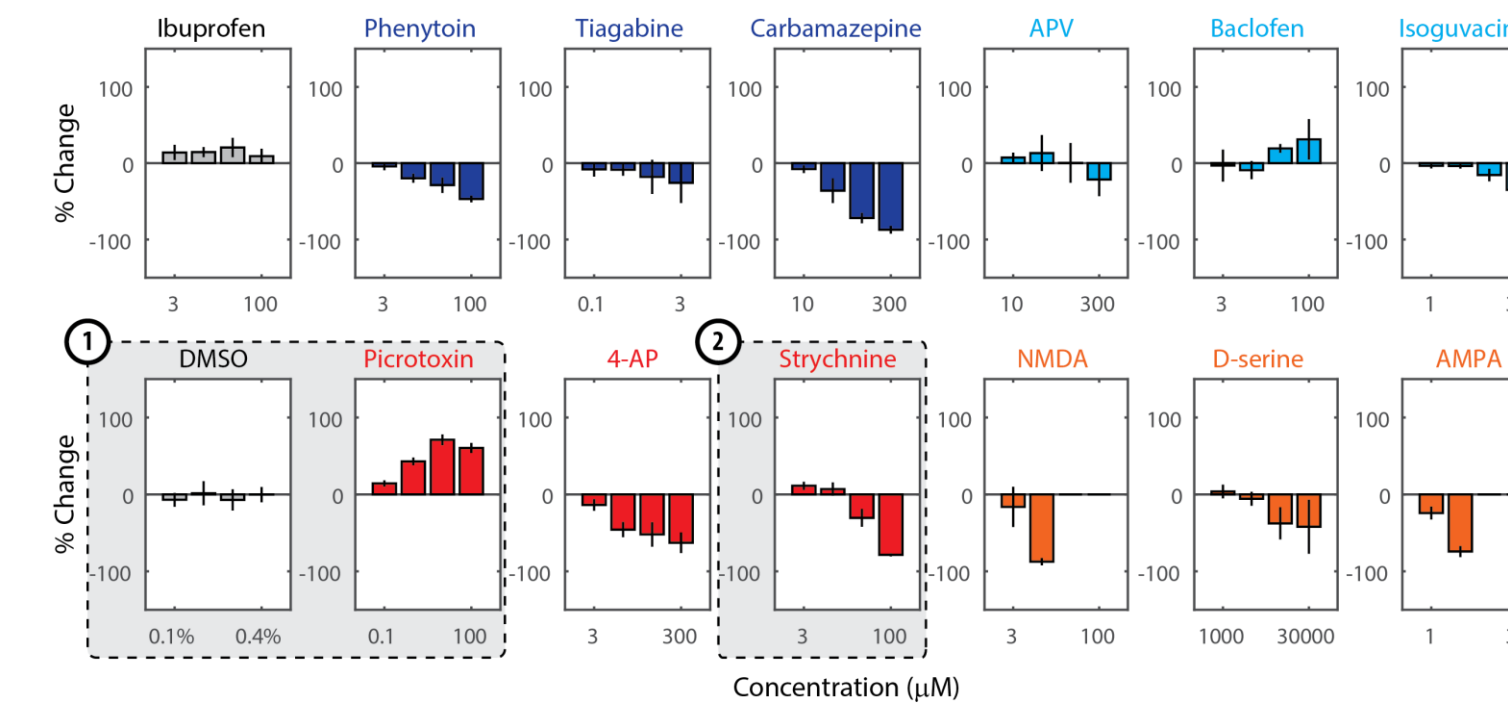 Ibuprofen Phenytoin Tiagabine Carbamazepine APV Baclofen
100 100 100 100 100 100 100
% Change
0 0 0 0 0 0 0
-100 -100 -100 -100 -100 -100 -100
3 100 3 100 0.1 3 10 300 10 300 3 100 1
1 2
DMSO Picrotoxin 4-AP Strychnine NMDA D-serine AMPA
100 100 100 100 100 100 100
% Change
0 0 0 0 0 0 0
-100 -100 -100 -100 -100 -100 -100
0.1% 0.4% 0.1 100 3 300 3 100 3 100 1000 30000 1
Concentration (μM)